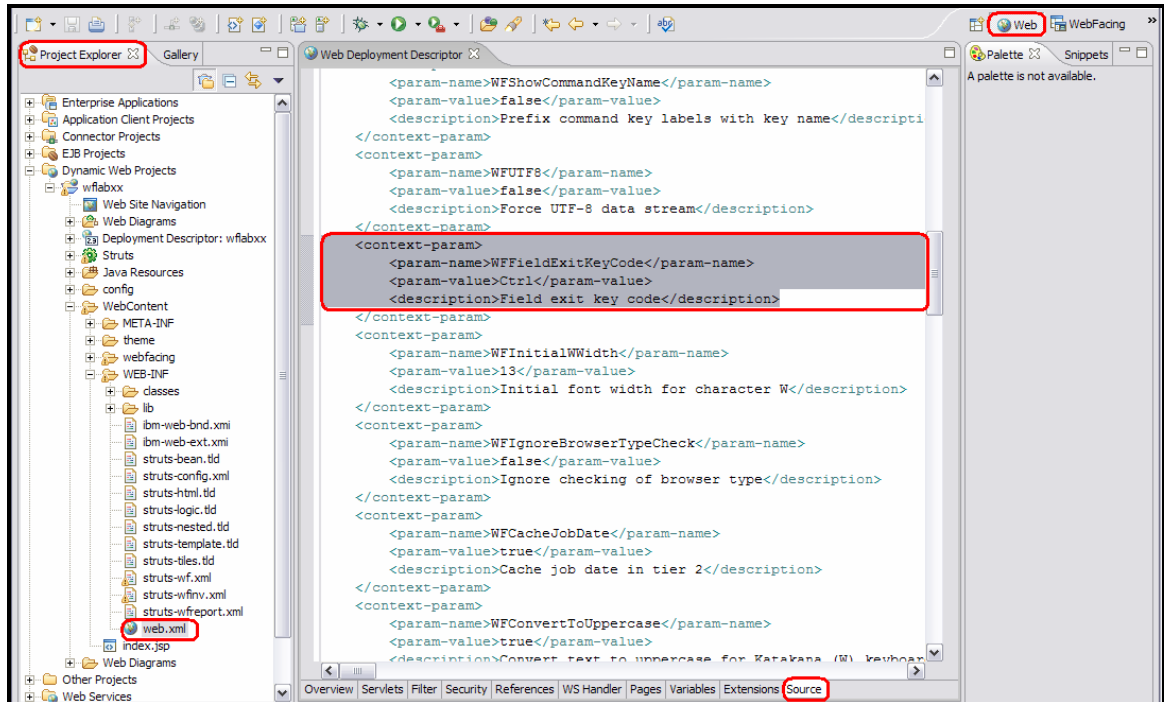 Web WebFacing »
Project Explorer Gallery
Web Deployment Descriptor
Palette Snippets
A palette is not available.
Enterprise Applications
Application Client Projects
Connector Projects
EJB Projects
Dynamic Web Projects
wflabxx
Web Site Navigation
Web Diagrams
Deployment Descriptor: wflabxx
Struts
Java Resources
config
WebContent
META-INF
theme
webfacing
WEB-INF
classes
lib
ibm-web-bnd.xmi
ibm-web-ext.xmi
struts-bean.tld
struts-config.xml
struts-html.tld
struts-logic.tld
struts-nested.tld
struts-template.tld
struts-tiles.tld
struts-wf.xml
struts-wfinv.xml
struts-wfreport.xml
web.xml
index.jsp
Web Diagrams
Other Projects
Web Services
<param-name>WFShowCommandKeyName</param-name>
<param-value>false</param-value>
<description>Prefix command key labels with key name</descripti
</context-param>
<context-param>
<param-name>WFUTF8</param-name>
<param-value>false</param-value>
<description>Force UTF-8 data stream</description>
</context-param>
<context-param>
<param-name>WFFieldExitKeyCode</param-name>
<param-value>Ctrl</param-value>
<description>Field exit key code</description>
</context-param>
<context-param>
<param-name>WFInitialWWidth</param-name>
<param-value>13</param-value>
<description>Initial font width for character W</description>
</context-param>
<context-param>
<param-name>WFIgnoreBrowserTypeCheck</param-name>
<param-value>false</param-value>
<description>Ignore checking of browser type</description>
</context-param>
<context-param>
<param-name>WFCacheJobDate</param-name>
<param-value>true</param-value>
<description>Cache job date in tier 2</description>
</context-param>
<context-param>
<param-name>WFConvertToUppercase</param-name>
<param-value>true</param-value>
<description>Convert text to uppercase for Katakana (W) keyboar
Overview Servlets Filter Security References WS Handler Pages Variables Extensions Source